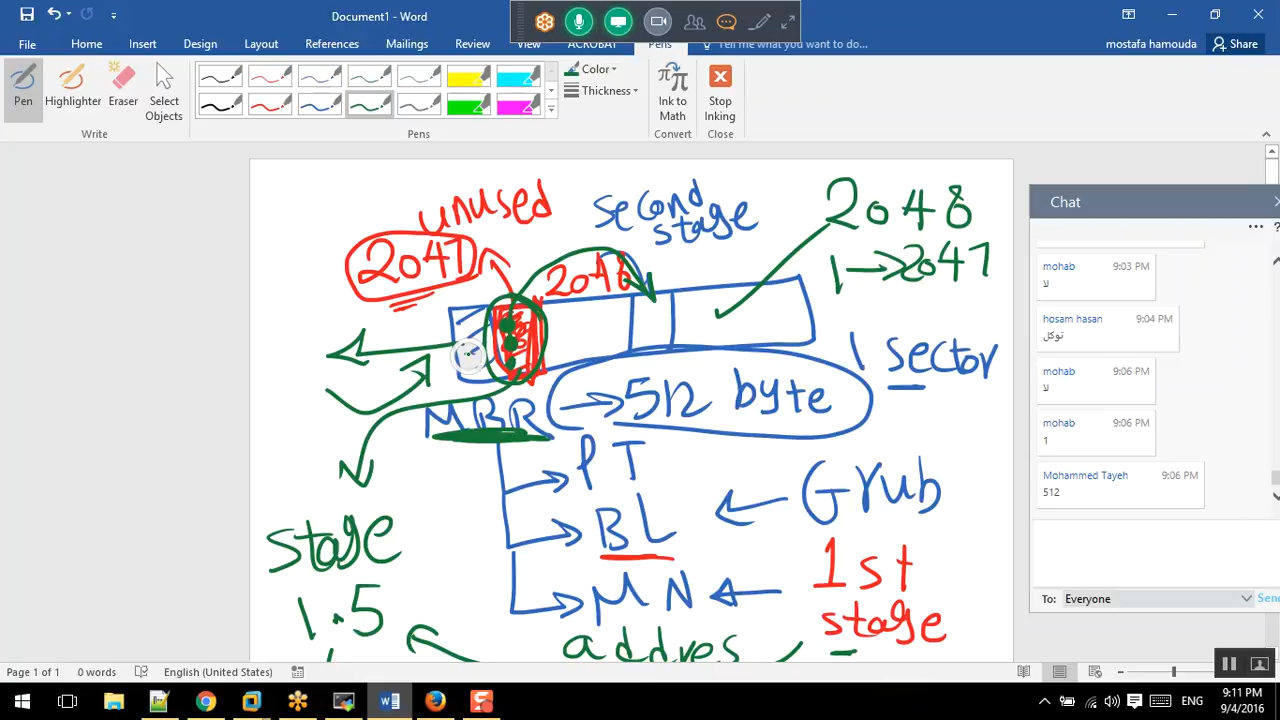 Document1 - Word
File
Home
Insert
Design
Layout
References
Mailings
Review
View
ACROBAT
Pens
Tell me what you want to do...
mostafa hamouda
Share
Pen
Highlighter
Eraser
Select
Objects
Color
Thickness
Ink to
Math
Stop
Inking
Write
Pens
Convert
Close
unused
second
stage
2048
1 → 2047
2047
2048
1 sector
MBR
→ 512 byte
PT
BL
MN
Grub
1st
stage
stage
1.5
addres
Chat
mohab 9:03 PM
لا
hosam hasan 9:04 PM
توكل
mohab 9:06 PM
لا
mohab 9:06 PM
1
Mohammed Tayeh 9:06 PM
512
To: Everyone
Send
Page 1 of 1
0 words
English (United States)
ENG
9:11 PM
9/4/2016